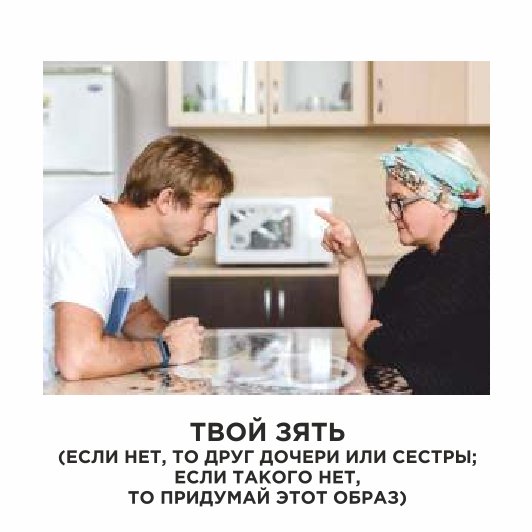 ТВОЙ ЗЯТЬ
(ЕСЛИ НЕТ, ТО ДРУГ ДОЧЕРИ ИЛИ СЕСТРЫ;
ЕСЛИ ТАКОГО НЕТ,
ТО ПРИДУМАЙ ЭТОТ ОБРАЗ)